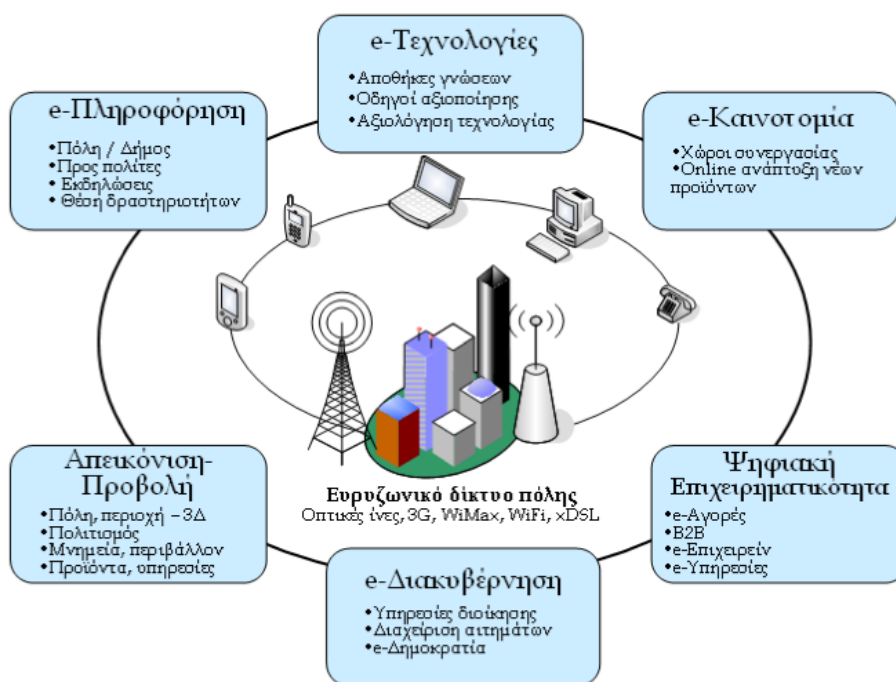 e-Τεχνολογίες
•Αποθήκες γνώσεων
•Οδηγοί αξιοποίησης
•Αξιολόγηση τεχνολογίας
e-Πληροφόρηση
•Πόλη / Δήμος
•Προς πολίτες
• Εκδηλώσεις
• Θέση δραστηριοτήτων
e-Καινοτομία
•Χώροι συνεργασίας
•Online ανάπτυξη νέων
προϊόντων
Απεικόνιση-
Προβολή
•Πόλη, περιοχή –3Δ
•Πολιτισμός
•Μνημεία, περιβάλλον
•Προϊόντα, υπηρεσίες
Ευρυζωνικό δίκτυο πόλης
Οπτικές ίνες, 3G, WiMax, WiFi, xDSL
Ψηφιακή
Επιχειρηματικότητα
•e-Αγορές
•B2B
•e-Επιχειρείν
•e-Υπηρεσίες
e-Διακυβέρνηση
•Υπηρεσίες διοίκησης
•Διαχείριση αιτημάτων
•e-Δημοκρατία